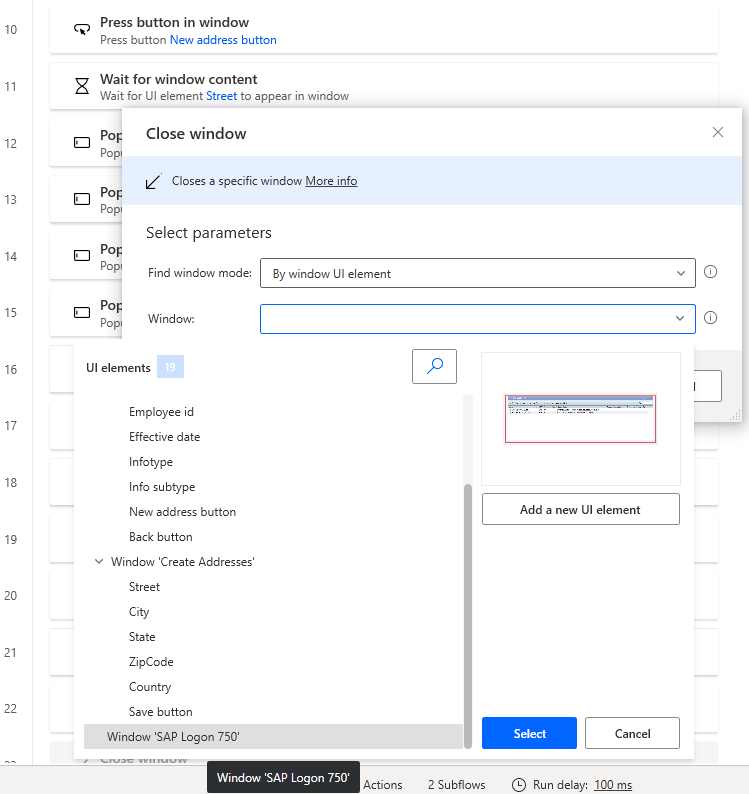 10
Press button in window
Press button New address button
11
Wait for window content
Wait for UI element Street to appear in window
12
Pop
Popu
13
Pop
Popu
14
Pop
Popu
15
Pop
Popu
16
17
18
19
20
21
22
Close window
Close window
Closes a specific window More info
Select parameters
Find window mode:
By window UI element
Window:
UI elements
19
Employee id
Effective date
Infotype
Info subtype
New address button
Back button
Window 'Create Addresses'
Street
City
State
ZipCode
Country
Save button
Window 'SAP Logon 750'
Add a new UI element
Select
Cancel
Window 'SAP Logon 750'
Actions
2 Subflows
Run delay:
100 ms